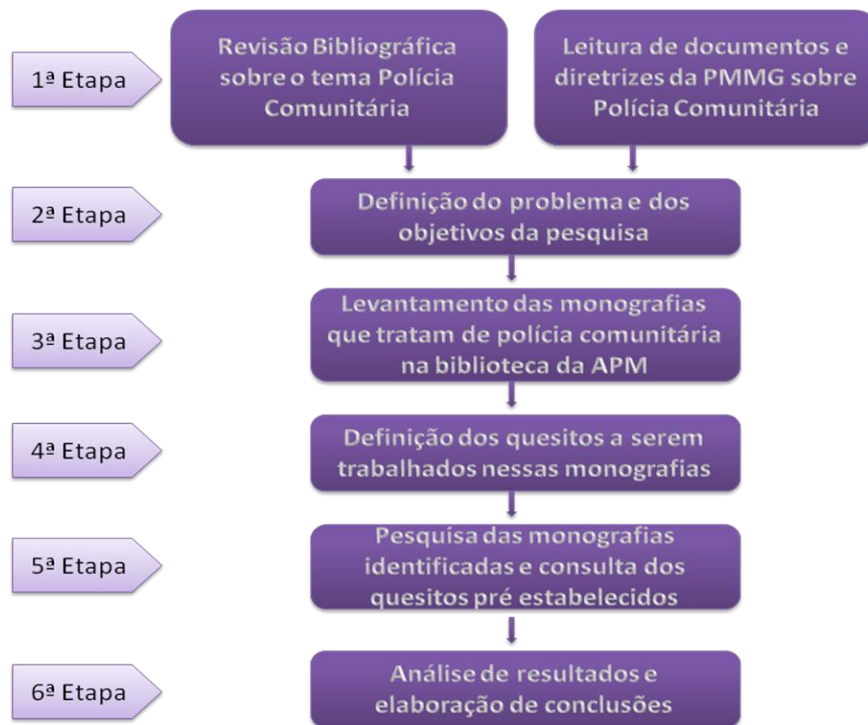 1ª Etapa
Revisão Bibliográfica
sobre o tema Polícia
Comunitária
Leitura de documentos e
diretrizes da PMMG sobre
Polícia Comunitária
2ª Etapa
Definição do problema e dos
objetivos da pesquisa
3ª Etapa
Levantamento das monografias
que tratam de polícia comunitária
na biblioteca da APM
4ª Etapa
Definição dos quesitos a serem
trabalhados nessas monografias
5ª Etapa
Pesquisa das monografias
identificadas e consulta dos
quesitos pré estabelecidos
6ª Etapa
Análise de resultados e
elaboração de conclusões